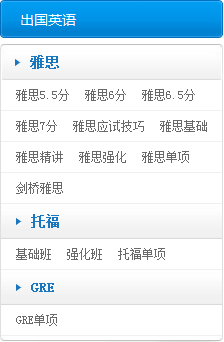 出国英语
雅思
雅思5.5分 雅思6分 雅思6.5分
雅思7分 雅思应试技巧 雅思基础
雅思精讲 雅思强化 雅思单项
剑桥雅思
托福
基础班 强化班 托福单项
GRE
GRE单项